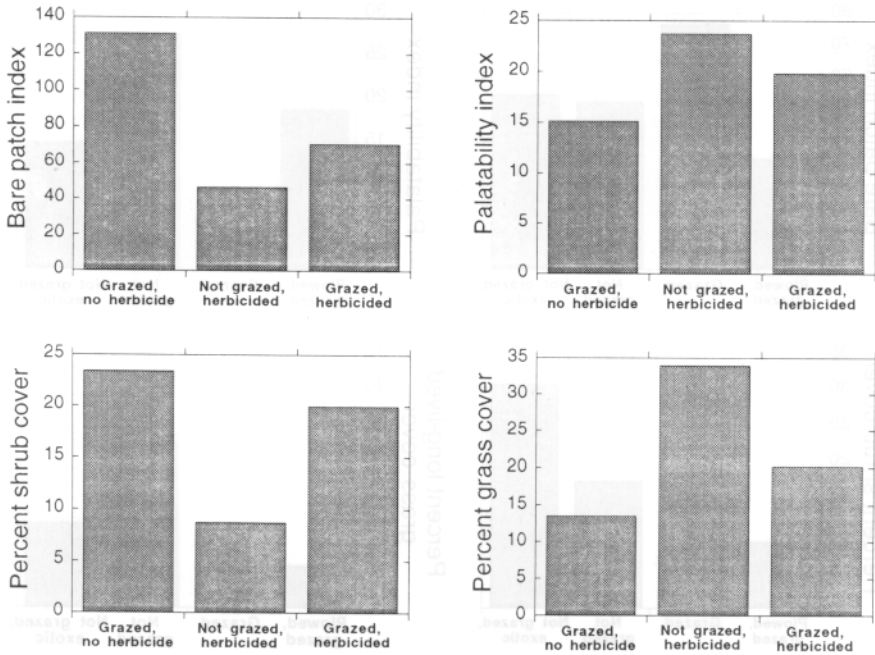 Bare patch index
140
120
100
80
60
40
20
0
Grazed, no herbicide
Not grazed, herbicided
Grazed, herbicided
Palatability index
25
20
15
10
5
0
Grazed, no herbicide
Not grazed, herbicided
Grazed, herbicided
Percent shrub cover
25
20
15
10
5
0
Grazed, no herbicide
Not grazed, herbicided
Grazed, herbicided
Percent grass cover
35
30
25
20
15
10
5
0
Grazed, no herbicide
Not grazed, herbicided
Grazed, herbicided